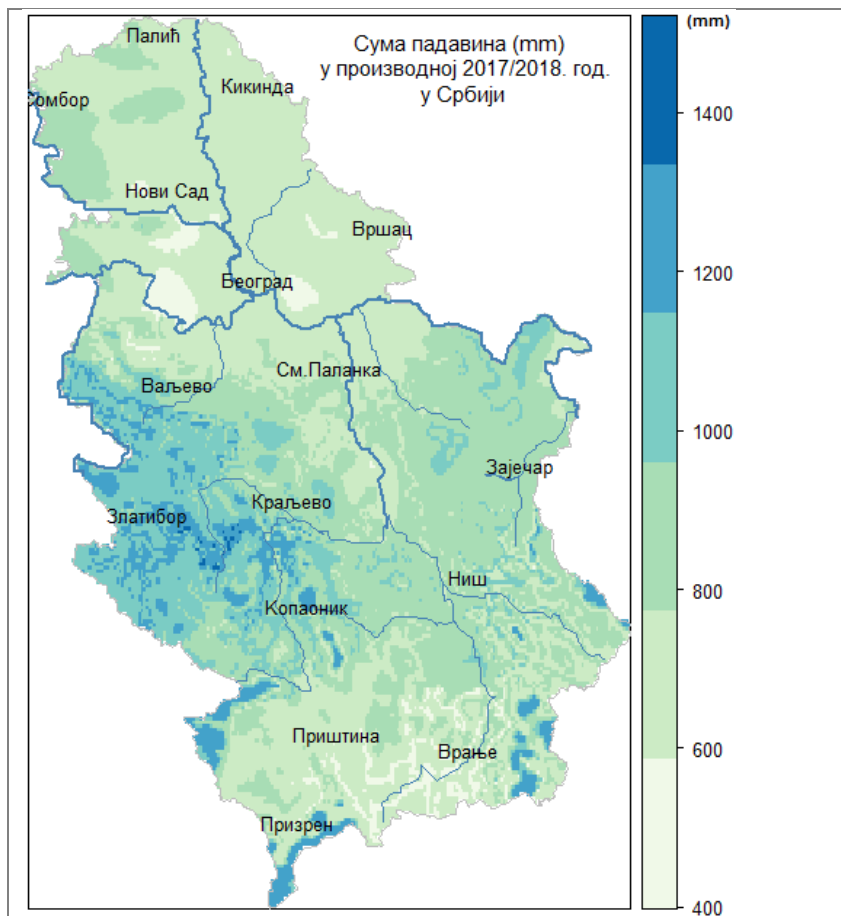 Палић
Сума падавина (mm)
у производној 2017/2018. год.
у Србији
(mm)
Кикинда
Сомбор
1400
Нови Сад
Вршац
Београд
1200
См.Паланка
Ваљево
1000
Зајечар
Краљево
Златибор
Ниш
800
Копаоник
Приштина
Врање
600
Призрен
400